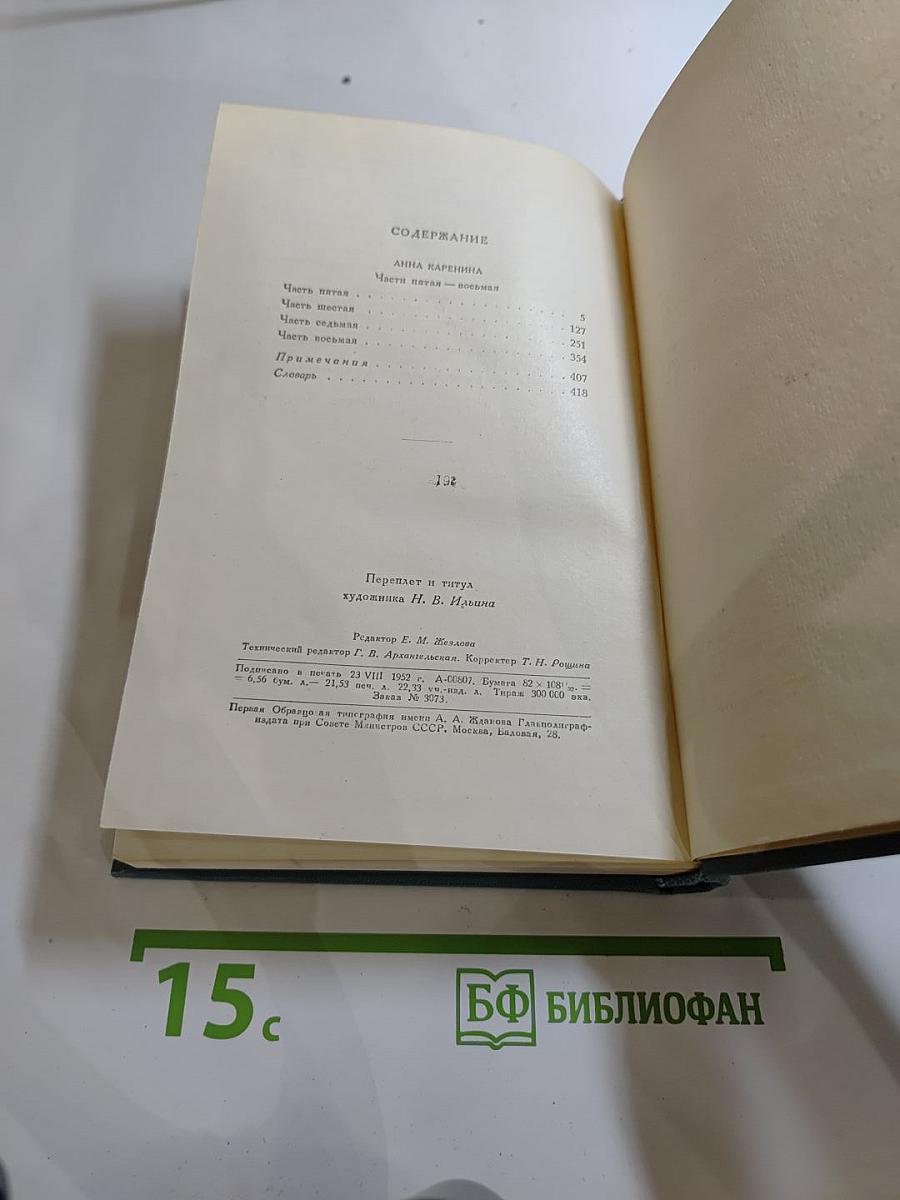 СОДЕРЖАНИЕ
АННА КАРЕНИНА
Части пятая — восьмая
Часть пятая . . . . . . . . . . . . . . . . 5
Часть шестая . . . . . . . . . . . . . . . . 127
Часть седьмая . . . . . . . . . . . . . . . . 251
Часть восьмая . . . . . . . . . . . . . . . . 354
Примечания . . . . . . . . . . . . . . . . 407
Словарь . . . . . . . . . . . . . . . . 418
Переплет и титул
художника Н. В. Ильина
Редактор Е. М. Жезлова
Технический редактор Г. В. Архангельская. Корректор Т. Н. Рощина
Подписано в печать 23 VIII 1952 г. А-00807. Бумага 82 × 108¹/₃₂ =
= 6,56 бум. л.— 21,53 печ. л. 22,33 уч.-изд. л. Тираж 300 000 экз.
Заказ № 3073.
Первая Образцовая типография имени А. А. Жданова Главполиграф-
издата при Совете Министров СССР. Москва, Валовая, 28.
15 с
БФ БИБЛИОФАН